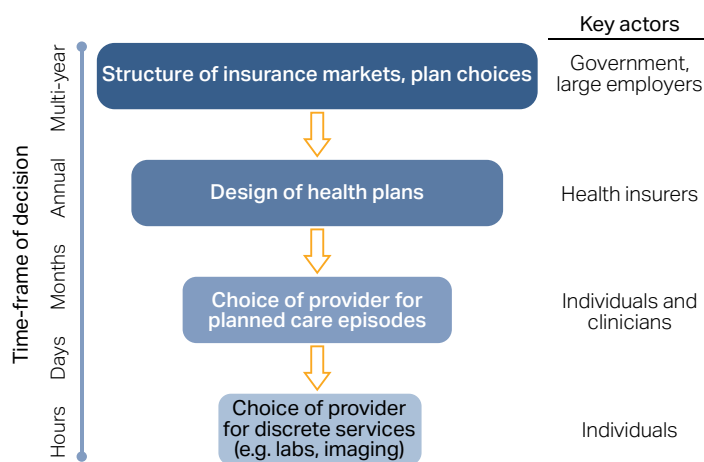 Key actors
Time-frame of decision
Multi-year
Structure of insurance markets, plan choices
Government,
large employers
Annual
Design of health plans
Health insurers
Months
Choice of provider for
planned care episodes
Individuals and
clinicians
Days
Hours
Choice of provider
for discrete services
(e.g. labs, imaging)
Individuals